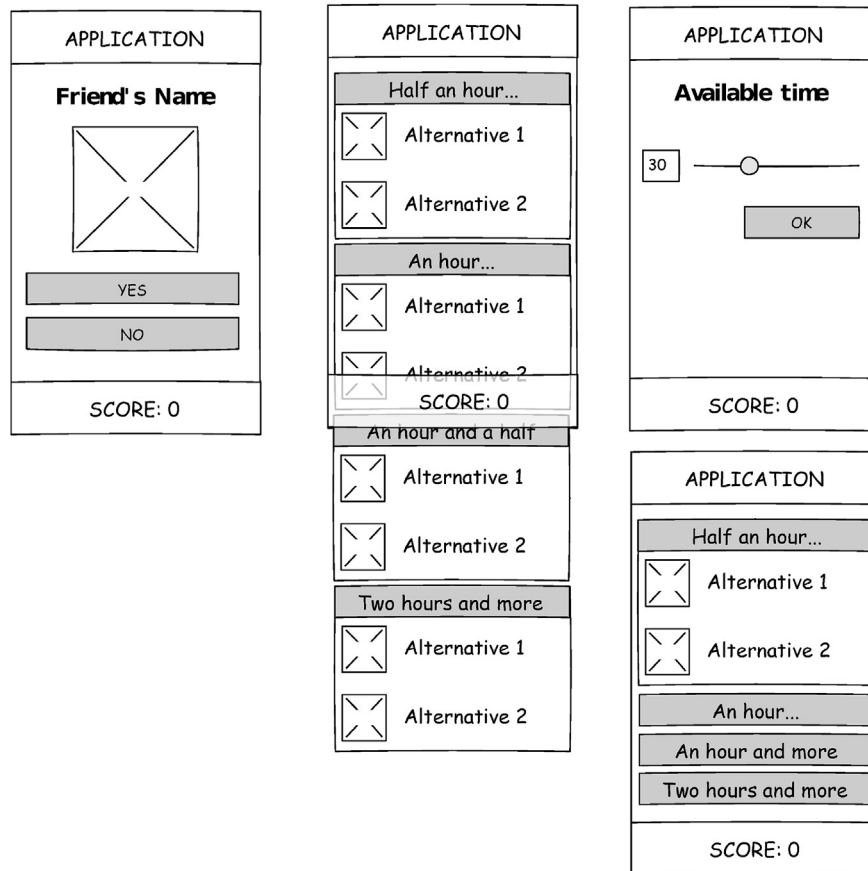 APPLICATION
Friend's Name
YES
NO
SCORE: 0
APPLICATION
Half an hour...
Alternative 1
Alternative 2
An hour...
Alternative 1
Alternative 2
SCORE: 0
An hour and a half
Alternative 1
Alternative 2
Two hours and more
Alternative 1
Alternative 2
APPLICATION
Available time
30
OK
SCORE: 0
APPLICATION
Half an hour...
Alternative 1
Alternative 2
An hour...
An hour and more
Two hours and more
SCORE: 0